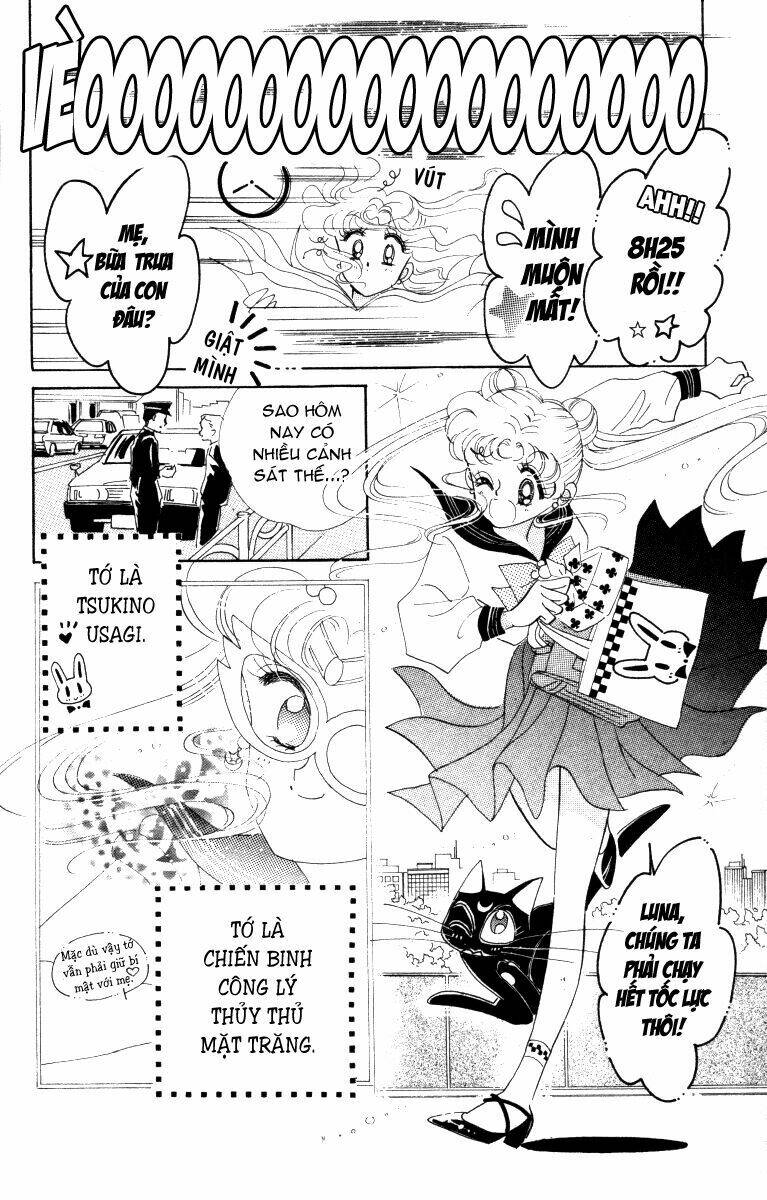 VÈOOOOOOOOOOOOOOOOOO
AHH!!
8H25
RỒI!!
MÌNH
MUỘN
MẤT!
VÚT
MẸ,
BỮA TRƯA
CỦA CON
ĐÂU?
GIẬT
MÌNH
SAO HÔM
NAY CÓ
NHIỀU CẢNH
SÁT THẾ...?
TỚ LÀ
TSUKINO
USAGI.
TỚ LÀ
CHIẾN BINH
CÔNG LÝ
THỦY THỦ
MẶT TRĂNG.
Mặc dù vậy tớ
vẫn phải giữ bí
mật với mẹ.
LUNA,
CHÚNG TA
PHẢI CHẠY
HẾT TỐC LỰC
THÔI!